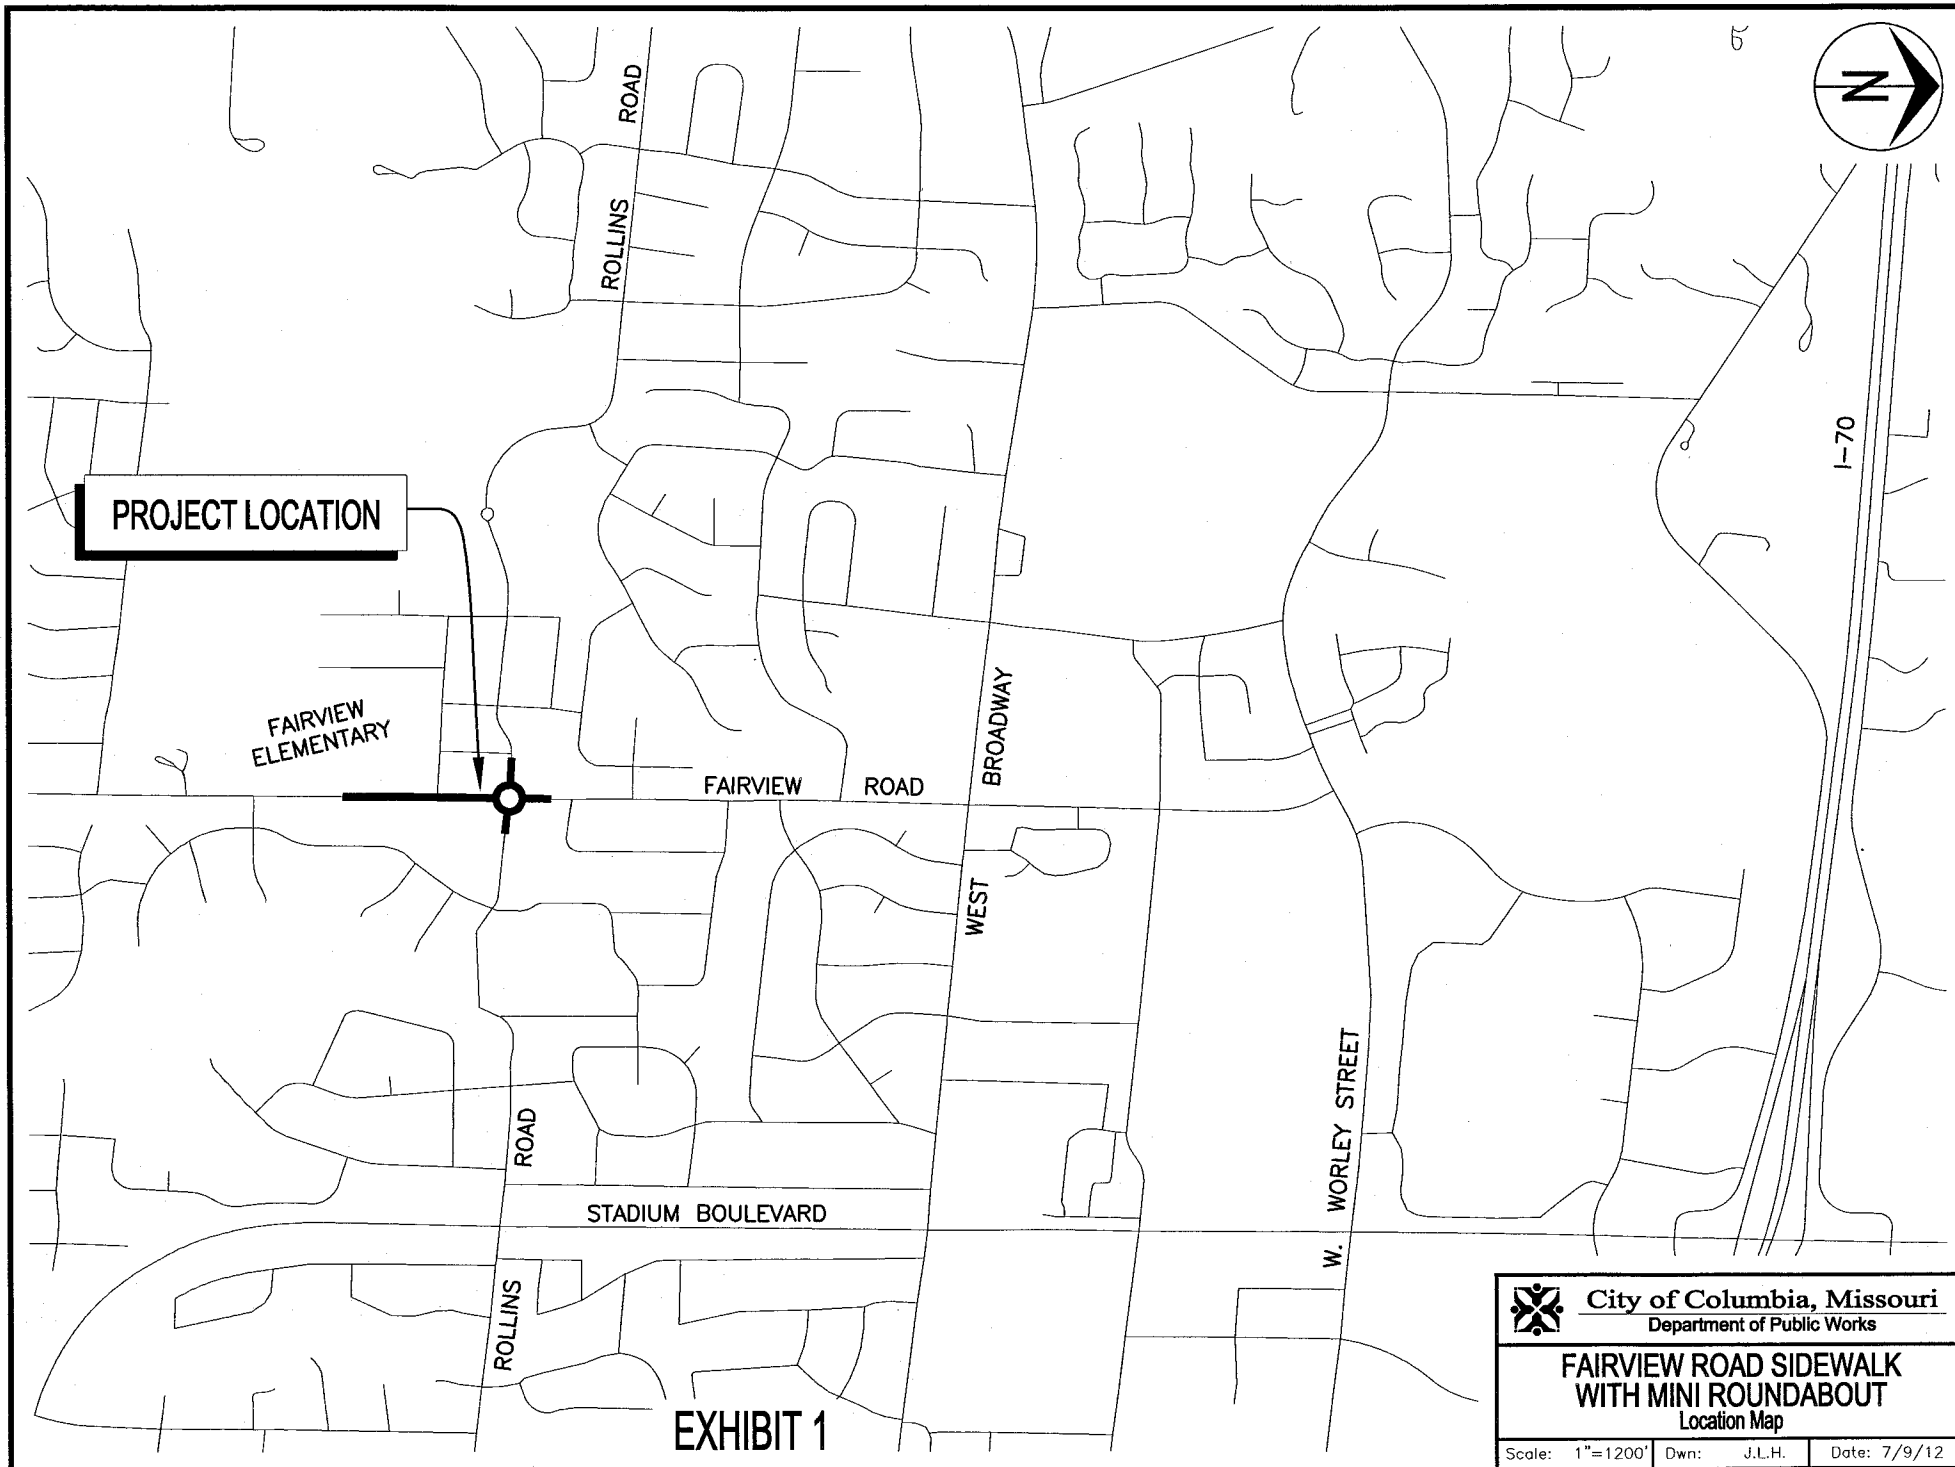 N
ROLLINS ROAD
I-70
PROJECT LOCATION
FAIRVIEW
ELEMENTARY
WEST BROADWAY
FAIRVIEW ROAD
W. WORLEY STREET
STADIUM BOULEVARD
ROLLINS ROAD
EXHIBIT 1
City of Columbia, Missouri
Department of Public Works
FAIRVIEW ROAD SIDEWALK
WITH MINI ROUNDABOUT
Location Map
Scale: 1"=1200' Dwn: J.L.H. Date: 7/9/12